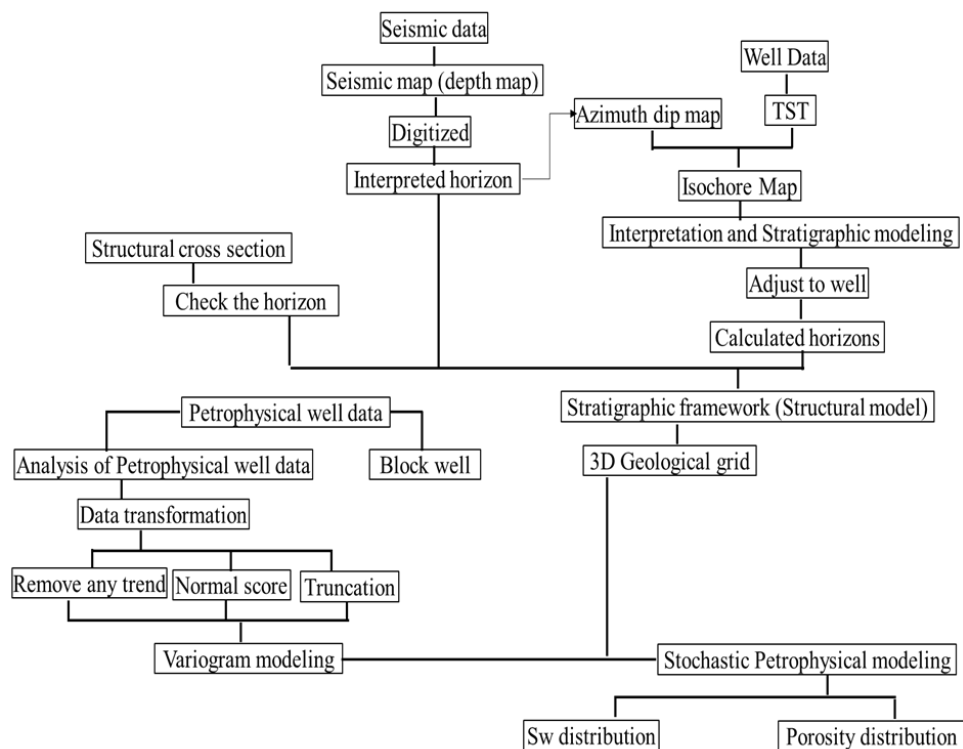 Seismic data
Well Data
Seismic map (depth map)
Azimuth dip map
TST
Digitized
Interpreted horizon
Isochore Map
Interpretation and Stratigraphic modeling
Structural cross section
Adjust to well
Check the horizon
Calculated horizons
Stratigraphic framework (Structural model)
Petrophysical well data
Analysis of Petrophysical well data
Block well
3D Geological grid
Data transformation
Remove any trend
Normal score
Truncation
Variogram modeling
Stochastic Petrophysical modeling
Sw distribution
Porosity distribution